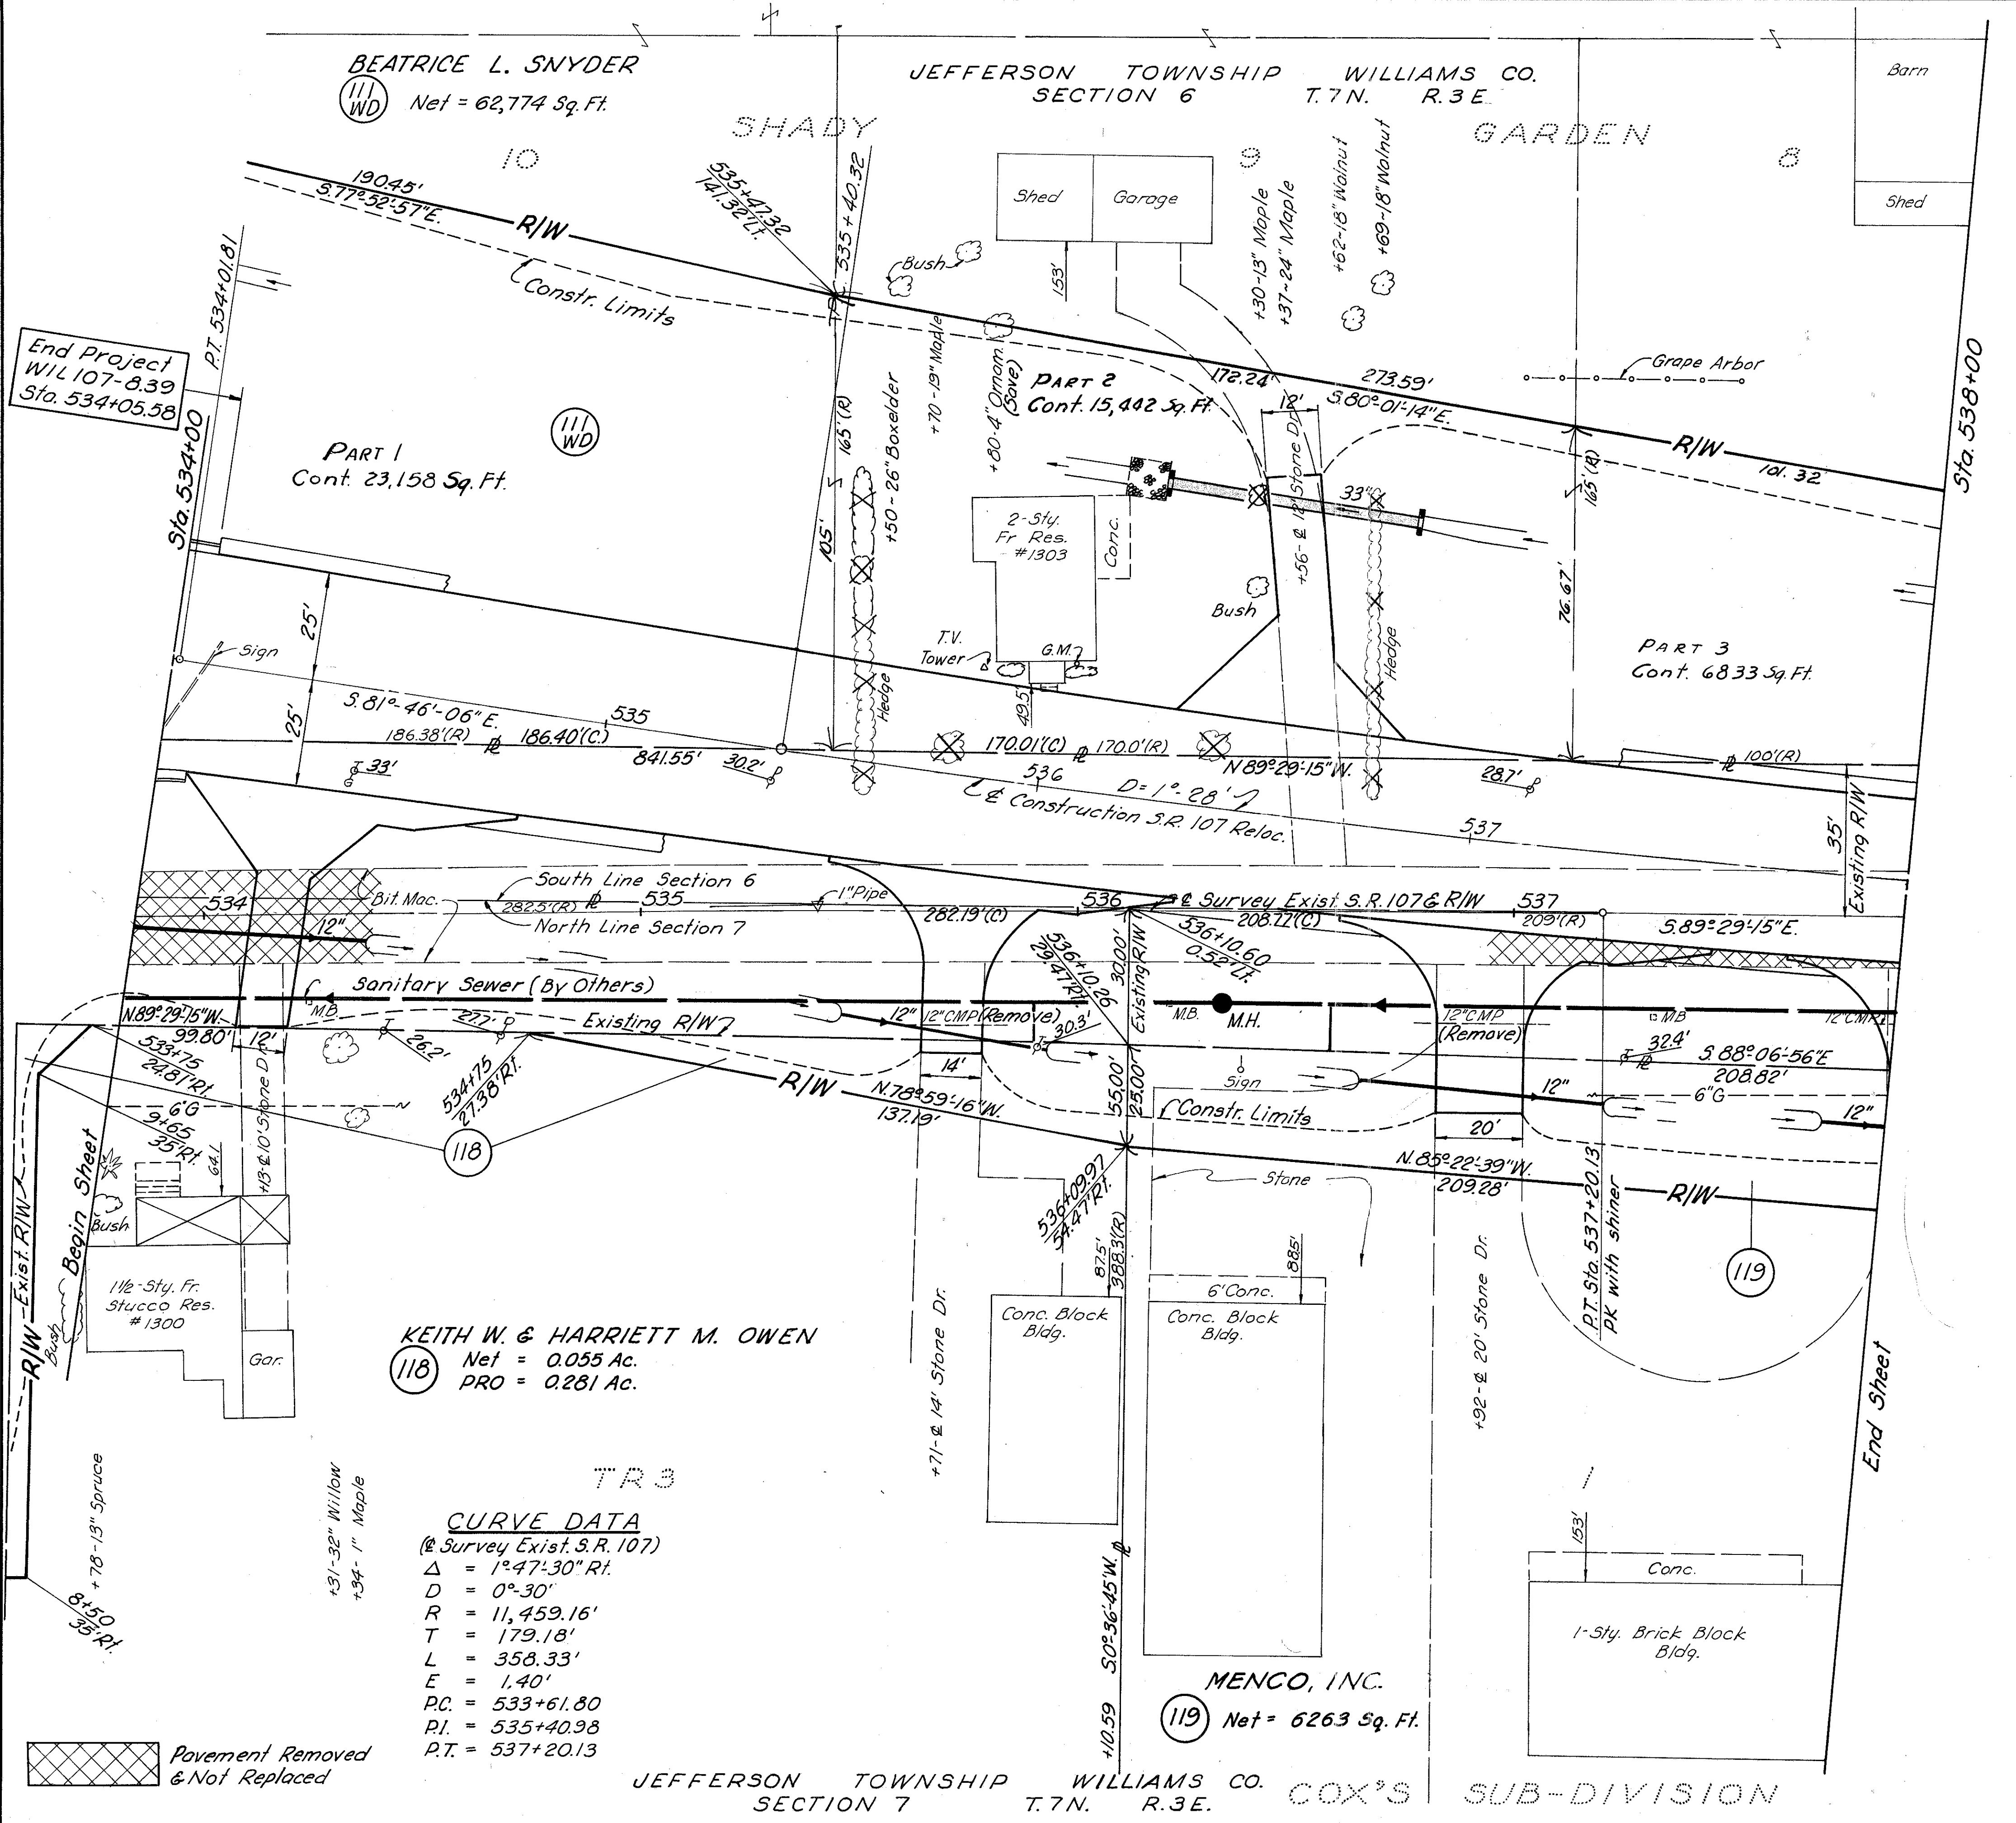 BEATRICE L. SNYDER
111 WD Net = 62,774 Sq. Ft.
JEFFERSON TOWNSHIP WILLIAMS CO.
SECTION 6 T.7N. R.3E.
Barn
Shed
SHADY GARDEN
10
9
8
190.45'
S.77°-52'-57"E.
R/W
535+47.32
141.32' Lt.
P.C. 535+40.32
P.T. 534+01.81
Constr. Limits
Bush
Shed
Garage
153'
+30-13" Maple
+37-24" Maple
+62-18" Walnut
+69-18" Walnut
Grape Arbor
Sta. 538+00
End Project
WIL 107-8.39
Sta. 534+05.58
Sta. 534+00
PART 1
Cont. 23,158 Sq. Ft.
111 WD
165'(R)
105'
+50-26" Boxelder
+70-19" Maple
+80-4" Ornam.
(Save)
PART 2
Cont. 15,442 Sq. Ft.
172.24'
273.59'
S.80°-01'-14"E.
12'
R/W
101.32
165'(R)
76.67'
33"
+56-℄ 12' Stone Dr.
2-Sty.
Fr Res.
#1303
Conc.
Bush
T.V.
Tower
G.M.
49.5'
Hedge
Hedge
PART 3
Cont. 6833 Sq. Ft.
Sign
25'
25'
S.81°-46'-06"E.
535
186.38'(R) ℙL 186.40'(C.)
841.55'
33'
30.2'
170.01'(C) ℙL 170.0'(R)
N89°29'-15"W.
536
D=1°-28'
℄ Construction S.R. 107 Reloc.
28.7'
537
100'(R)
35'
Existing R/W
South Line Section 6
534
Bit. Mac.
282.5'(R) ℙL
535
1" Pipe
North Line Section 7
282.19'(C)
536
℄ Survey Exist S.R. 107 & R/W
537
208.77(C)
209'(R)
S.89°-29'-15"E.
12"
536+10.29
29.47' Rt.
30.00'
Existing R/W
536+10.60
0.52' Lt.
Sanitary Sewer (By Others)
M.B.
N.89°-29'-15"W.
99.80'
12'
533+75
24.81' Rt.
26.2'
27.7'
Existing R/W
12"
12" CMP (Remove)
30.3'
M.B.
M.H.
12" CMP
(Remove)
M.B.
12" CMP
32.4'
S.88°-06'-56"E
208.82'
6"G
9+65
35' Rt.
534+75
27.38' Rt.
R/W
N.78°-59'-16"W.
137.19'
14'
55.00'
25.00'
Sign
Constr. Limits
12"
20'
6"G
12"
118
Begin Sheet
Exist. R/W
R/W
Bush
Bush
64.1
+13-℄ 10' Stone Dr.
1½-Sty. Fr.
Stucco Res.
#1300
Gar.
536+09.97
54.47' Rt.
Stone
N.85°-22'-39"W.
209.28'
R/W
87.5'
388.3'(R)
88.5'
P.T. Sta. 537+20.13
PK with shiner
119
KEITH W. & HARRIETT M. OWEN
118 Net = 0.055 Ac.
PRO = 0.281 Ac.
+71-℄ 14' Stone Dr.
Conc. Block
Bldg.
6' Conc.
Conc. Block
Bldg.
+92-℄ 20' Stone Dr.
End Sheet
+78-13" Spruce
+31-32" Willow
+34-1" Maple
8+50
35' Rt.
TR 3
1
153'
CURVE DATA
(℄ Survey Exist. S.R. 107)
Δ = 1°-47'-30" Rt.
D = 0°-30'
R = 11,459.16'
T = 179.18'
L = 358.33'
E = 1.40'
P.C. = 533+61.80
P.I. = 535+40.98
P.T. = 537+20.13
+10.59 S.0°-36'-45"W. ℙL
Conc.
1-Sty. Brick Block
Bldg.
MENCO, INC.
119 Net = 6263 Sq. Ft.
Pavement Removed
& Not Replaced
JEFFERSON TOWNSHIP WILLIAMS CO.
SECTION 7 T.7N. R.3E.
COX'S SUB-DIVISION